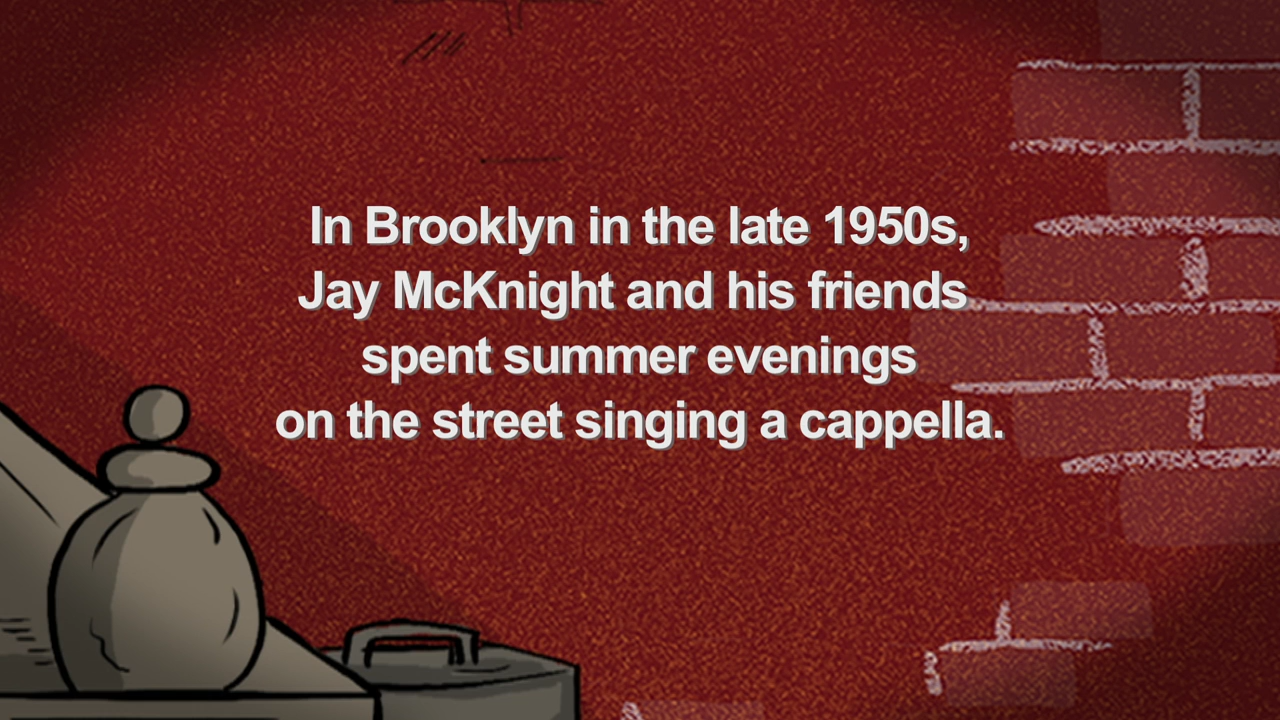 In Brooklyn in the late 1950s,
Jay McKnight and his friends
spent summer evenings
on the street singing a cappella.